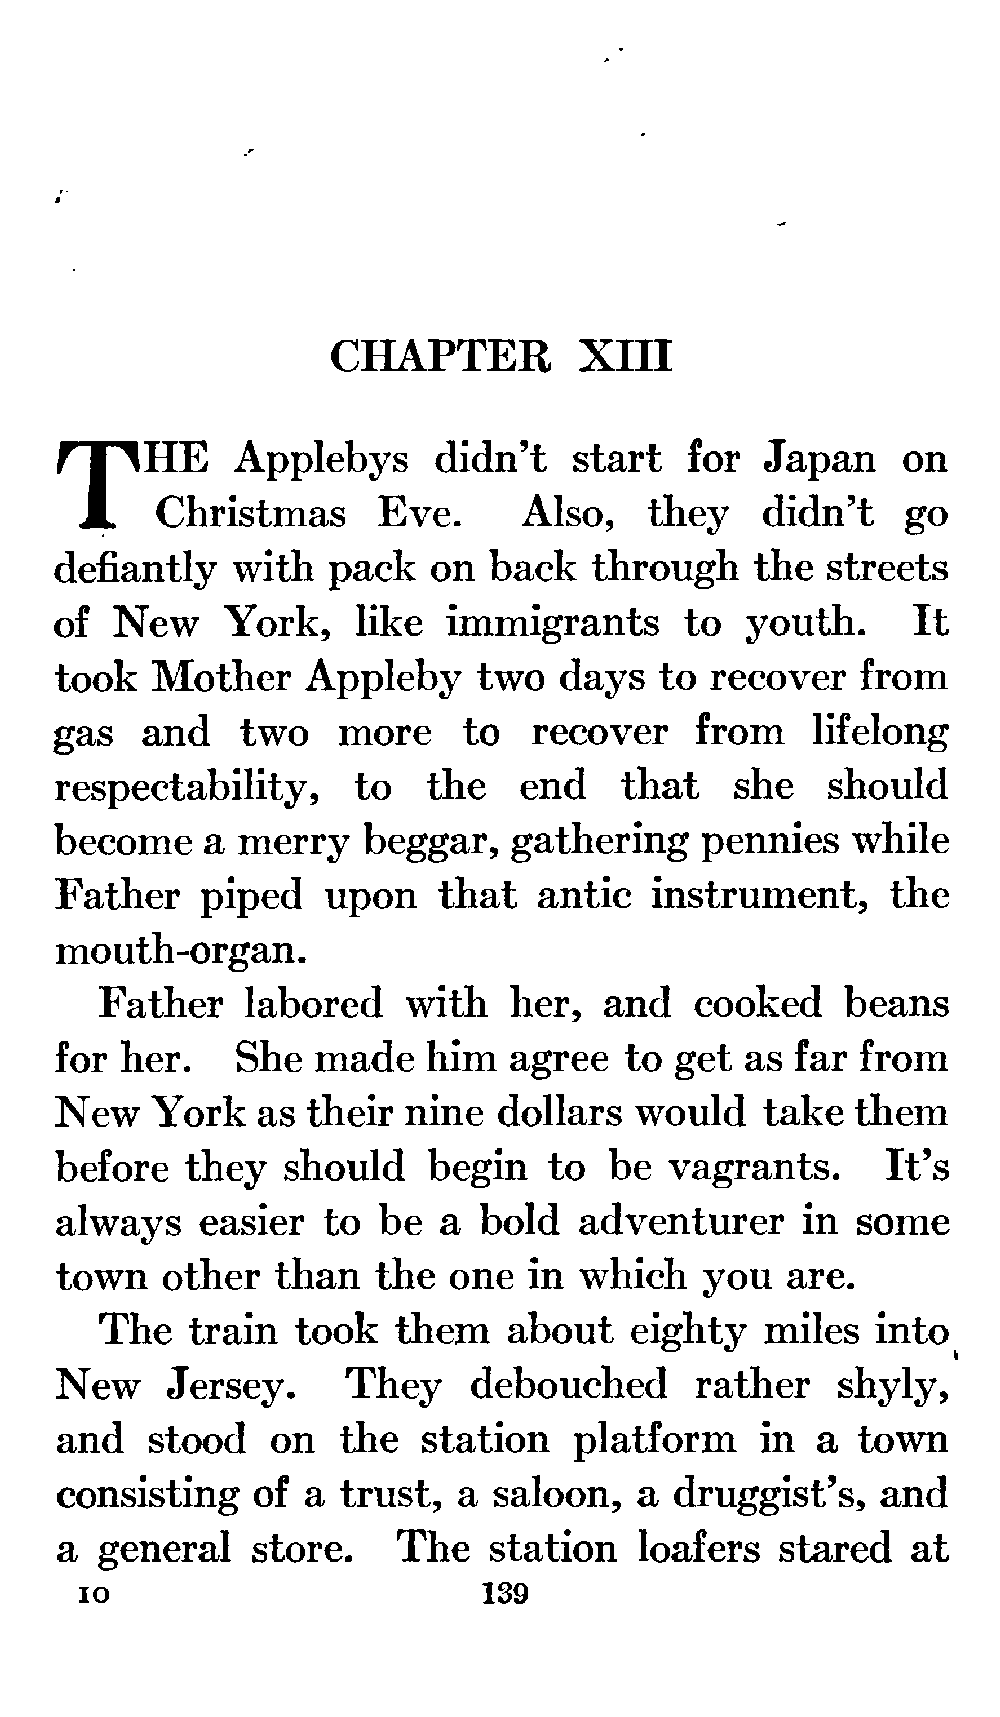 CHAPTER XIII
THE Applebys didn't start for Japan on
Christmas Eve. Also, they didn't go
defiantly with pack on back through the streets
of New York, like immigrants to youth. It
took Mother Appleby two days to recover from
gas and two more to recover from lifelong
respectability, to the end that she should
become a merry beggar, gathering pennies while
Father piped upon that antic instrument, the
mouth-organ.
Father labored with her, and cooked beans
for her. She made him agree to get as far from
New York as their nine dollars would take them
before they should begin to be vagrants. It's
always easier to be a bold adventurer in some
town other than the one in which you are.
The train took them about eighty miles into
New Jersey. They debouched rather shyly,
and stood on the station platform in a town
consisting of a trust, a saloon, a druggist's, and
a general store. The station loafers stared at
10 139